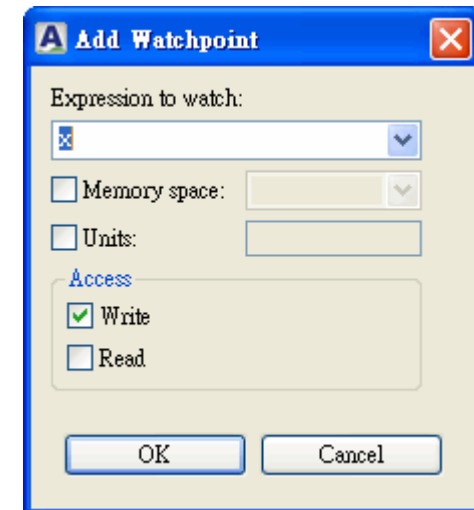 Add Watchpoint
Expression to watch:
x
Memory space:
Units:
Access
Write
Read
OK
Cancel